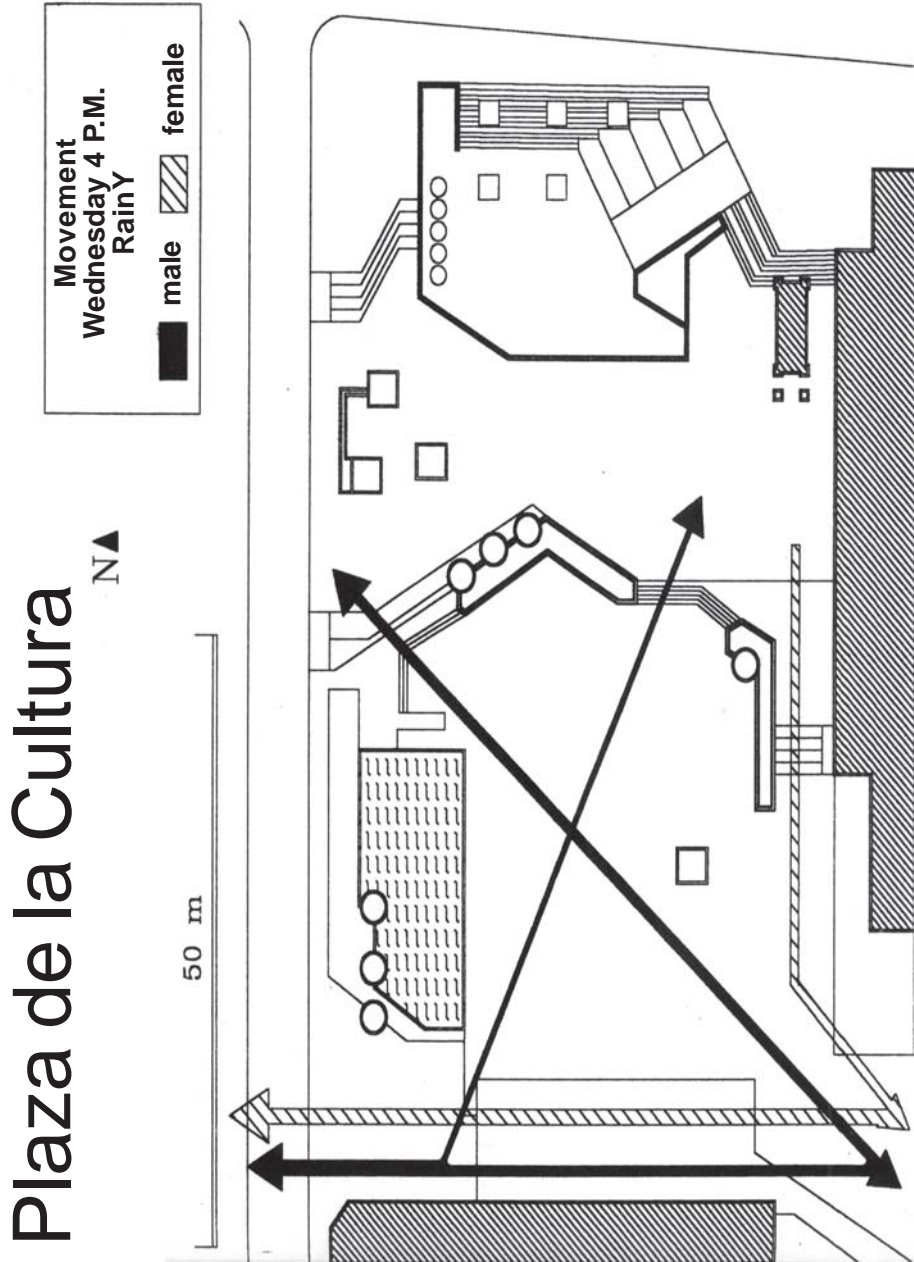 Plaza de la Cultura
N
50 m
Movement
Wednesday 4 P.M.
RainY
male female